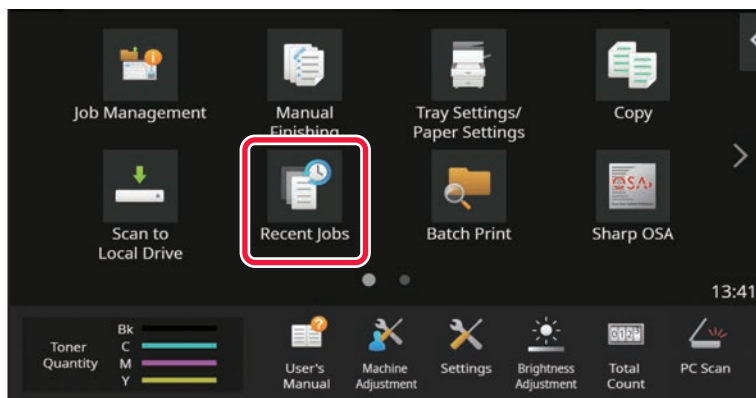 Job Management
Manual
Finishing
Tray Settings/
Paper Settings
Copy
Scan to
Local Drive
Recent Jobs
Batch Print
OSA
Sharp OSA
13:41
Toner
Quantity
Bk
C
M
Y
User's
Manual
Machine
Adjustment
Settings
Brightness
Adjustment
Total
Count
PC Scan